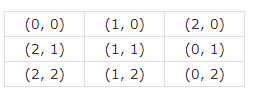 (0, 0) (1, 0) (2, 0)
(2, 1) (1, 1) (0, 1)
(2, 2) (1, 2) (0, 2)